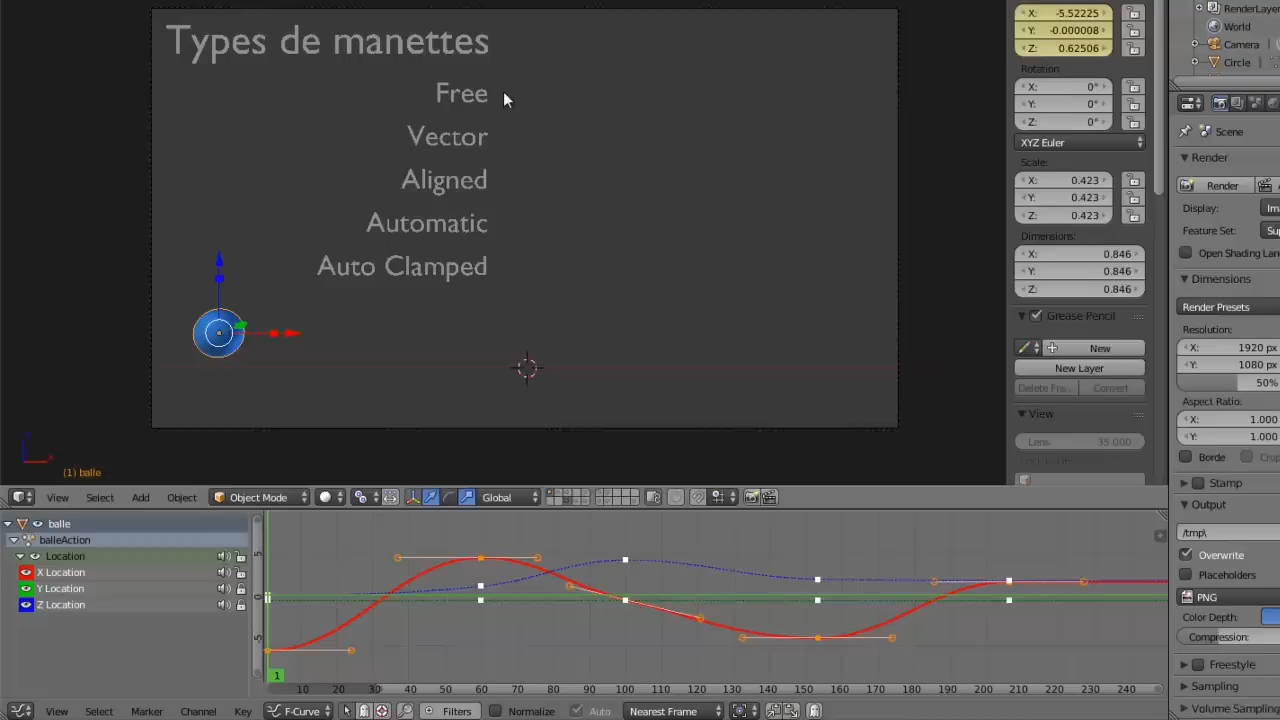 Types de manettes
Free
Vector
Aligned
Automatic
Auto Clamped
(1) balle
X: -5.52225
Y: -0.000008
Z: 0.62506
Rotation
X: 0°
Y: 0°
Z: 0°
XYZ Euler
Scale:
X: 0.423
Y: 0.423
Z: 0.423
Dimensions:
X: 0.846
Y: 0.846
Z: 0.846
Grease Pencil
New
New Layer
Delete Fra... Convert
View
Lens: 35.000
RenderLayer
World
Camera
Circle
Scene
Render
Render
Display:
Feature Set:
Open Shading Lan
Dimensions
Render Presets
Resolution:
X: 1920 px
Y: 1080 px
50%
Aspect Ratio:
X: 1.000
Y: 1.000
Borde Crop
Stamp
Output
/tmp\
Overwrite
Placeholders
PNG
Color Depth:
Compression:
Freestyle
Sampling
Volume Sampling
View Select Add Object Object Mode Global
balle
balleAction
Location
X Location
Y Location
Z Location
5
0
5
1
10 20 30 40 50 60 70 80 90 100 110 120 130 140 150 160 170 180 190 200 210 220 230 240
View Select Marker Channel Key F-Curve Filters Normalize Auto Nearest Frame